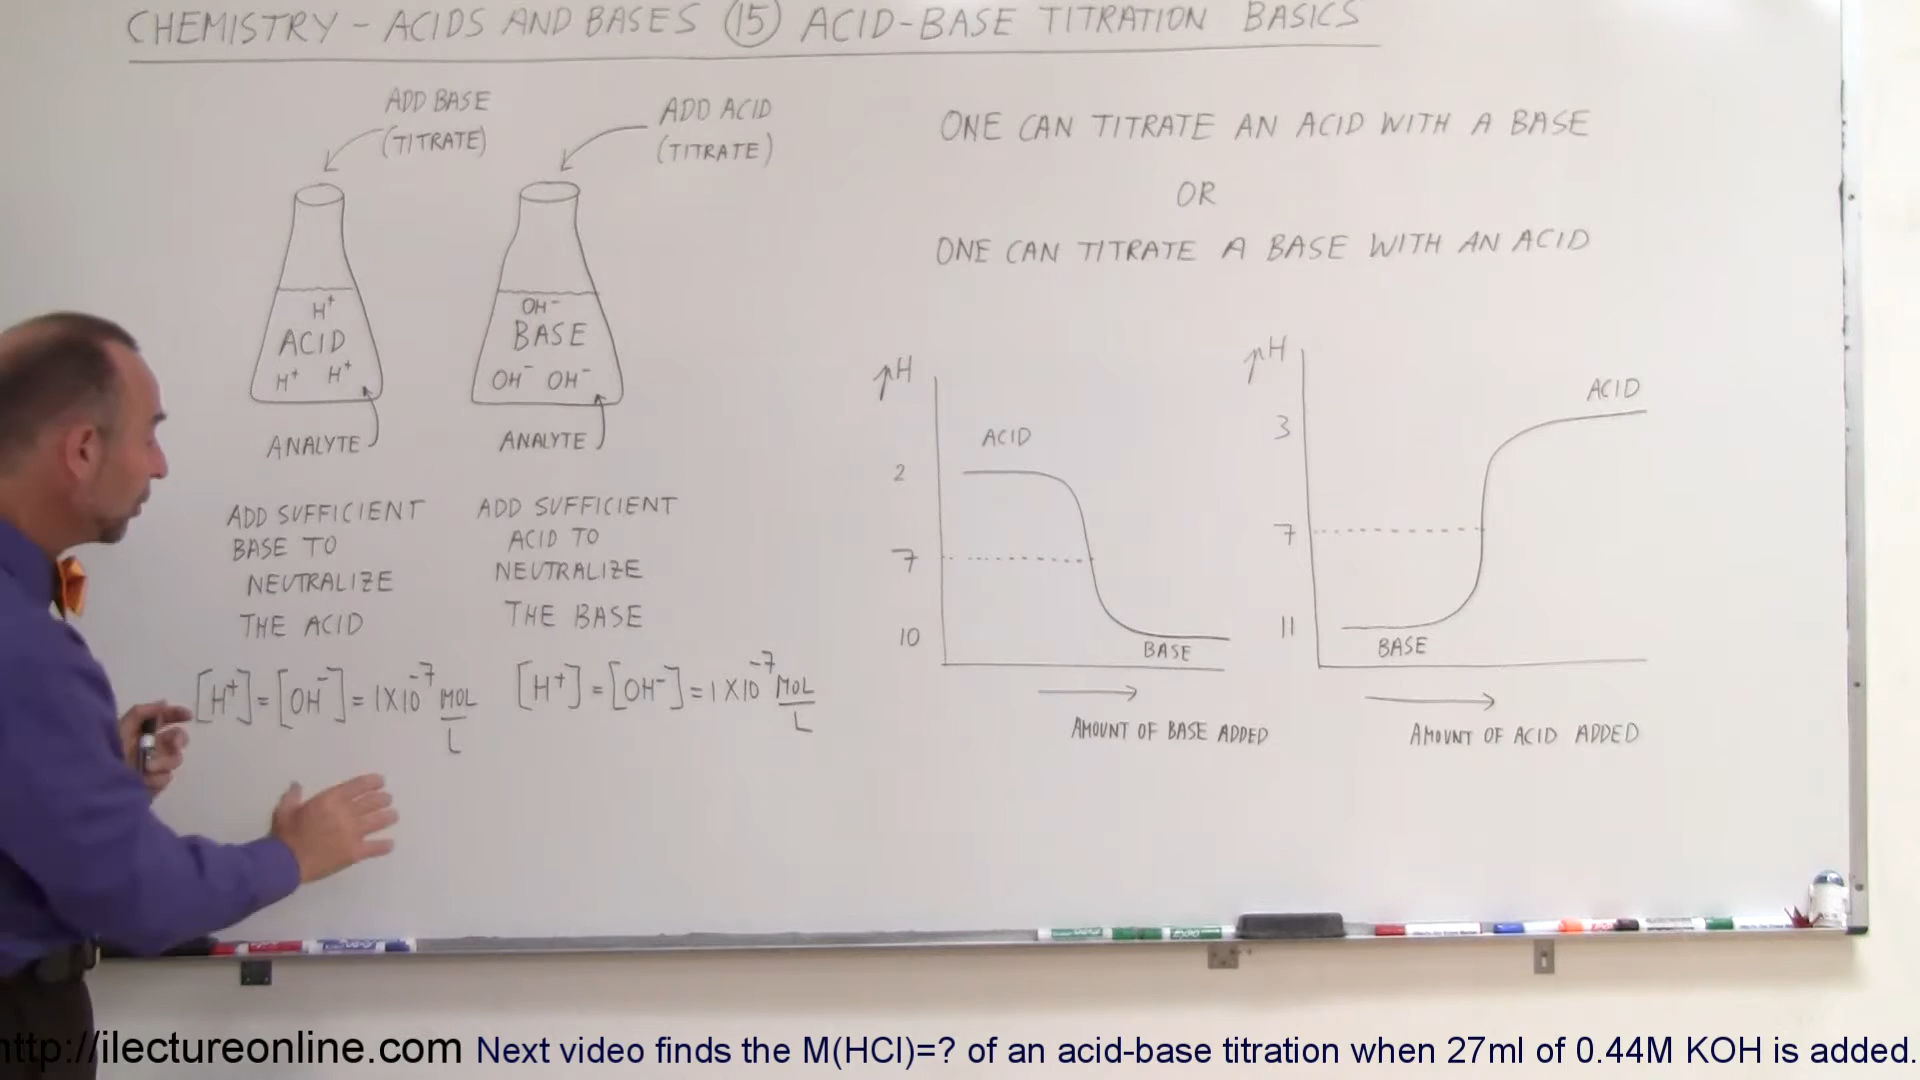 CHEMISTRY - ACIDS AND BASES (15) ACID-BASE TITRATION BASICS
ADD BASE
(TITRATE)
H⁺
ACID
H⁺ H⁺
ANALYTE
ADD SUFFICIENT
BASE TO
NEUTRALIZE
THE ACID
[H⁺] = [OH⁻] = 1 X 10⁻⁷ MOL
L
ADD ACID
(TITRATE)
OH⁻
BASE
OH⁻ OH⁻
ANALYTE
ADD SUFFICIENT
ACID TO
NEUTRALIZE
THE BASE
[H⁺] = [OH⁻] = 1 X 10⁻⁷ MOL
L
ONE CAN TITRATE AN ACID WITH A BASE
OR
ONE CAN TITRATE A BASE WITH AN ACID
pH
ACID
2
7
10
BASE
AMOUNT OF BASE ADDED
pH
ACID
3
7
11
BASE
AMOUNT OF ACID ADDED
http://ilectureonline.com Next video finds the M(HCl)=? of an acid-base titration when 27ml of 0.44M KOH is added.